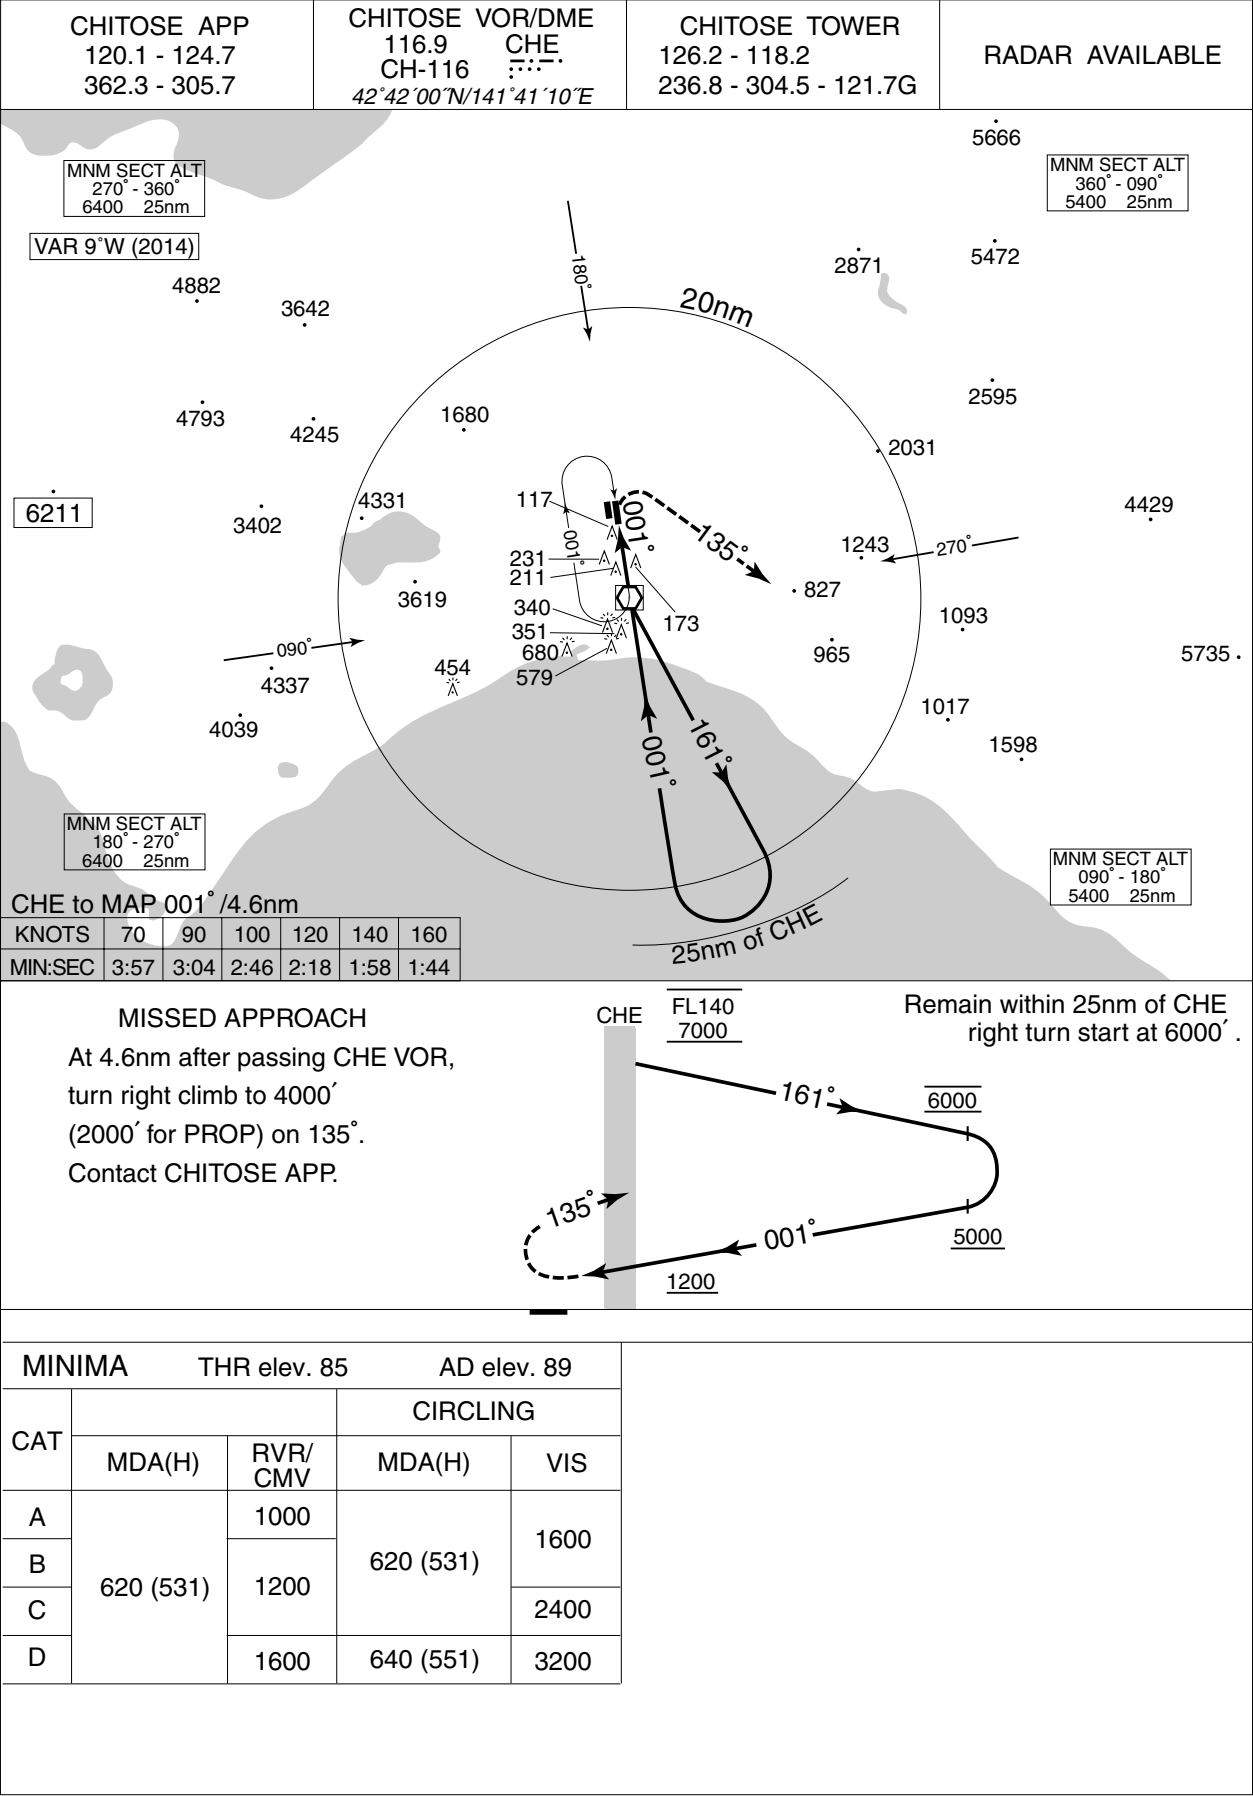 CHITOSE APP
120.1 - 124.7
362.3 - 305.7
CHITOSE VOR/DME
116.9 CHE
CH-116
42°42´00˝N/141°41´10˝E
CHITOSE TOWER
126.2 - 118.2
236.8 - 304.5 - 121.7G
RADAR AVAILABLE
5666
MNM SECT ALT
270° - 360°
6400 25nm
MNM SECT ALT
360° - 090°
5400 25nm
VAR 9°W (2014)
180°
2871
5472
4882
3642
20nm
4793
4245
1680
2595
2031
6211
3402
4331
117
001°
135°
4429
001°
231
211
1243
270°
3619
340
351
680
579
173
827
1093
965
5735
090°
4337
454
4039
1017
1598
161°
001°
MNM SECT ALT
180° - 270°
6400 25nm
MNM SECT ALT
090° - 180°
5400 25nm
25nm of CHE
CHE to MAP 001° /4.6nm
KNOTS 70 90 100 120 140 160
MIN:SEC 3:57 3:04 2:46 2:18 1:58 1:44
MISSED APPROACH
At 4.6nm after passing CHE VOR,
turn right climb to 4000´
(2000´ for PROP) on 135°.
Contact CHITOSE APP.
CHE
FL140
7000
Remain within 25nm of CHE
right turn start at 6000´ .
161°
6000
135°
001°
5000
1200
MINIMA THR elev. 85 AD elev. 89
CAT
CIRCLING
MDA(H)
RVR/
CMV
MDA(H)
VIS
A 1000
B 620 (531) 1200 620 (531) 1600
C 2400
D 1600 640 (551) 3200